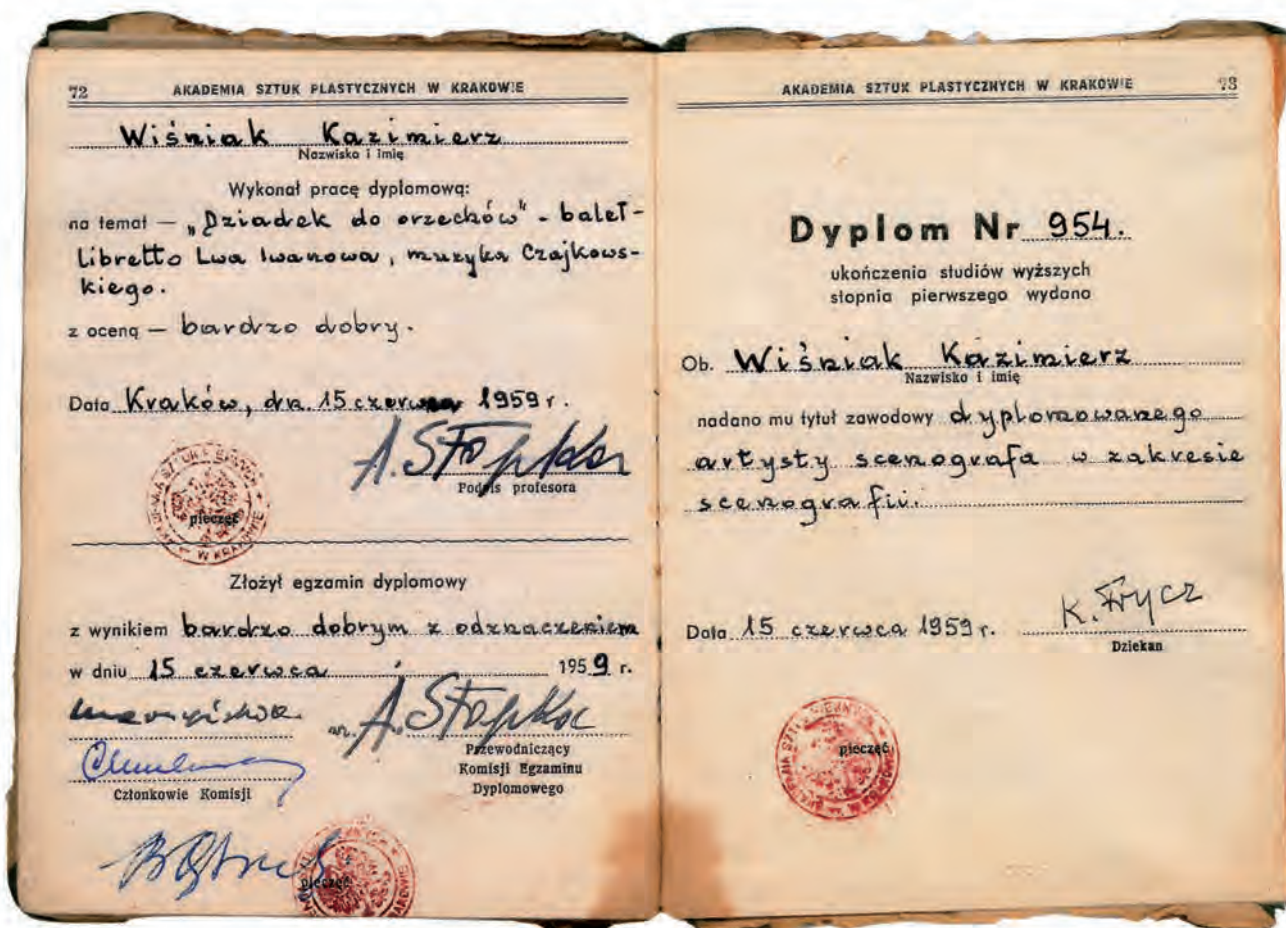 72 AKADEMIA SZTUK PLASTYCZNYCH W KRAKOWIE
Wiśniak Kazimierz
Nazwisko i imię
Wykonał pracę dyplomową:
na temat — „Dziadek do orzechów" - balet -
libretto Lwa Iwanowa, muzyka Czajkows-
kiego.
z oceną — bardzo dobry.
Data Kraków, dn. 15 czerwca 1959 r.
A. Stopka
Podpis profesora
pieczęć
W KRAKOWIE
Złożył egzamin dyplomowy
z wynikiem bardzo dobrym z odznaczeniem
w dniu 15 czerwca 1959 r.
A. Stopka
Przewodniczący
Komisji Egzaminu
Dyplomowego
Członkowie Komisji
pieczęć
AKADEMIA SZTUK PLASTYCZNYCH W KRAKOWIE 73
Dyplom Nr 954.
ukończenia studiów wyższych
stopnia pierwszego wydano
Ob. Wiśniak Kazimierz
Nazwisko i imię
nadano mu tytuł zawodowy dyplomowanego
artysty scenografa w zakresie
scenografii.
K. Frycz
Data 15 czerwca 1959 r.
Dziekan
pieczęć